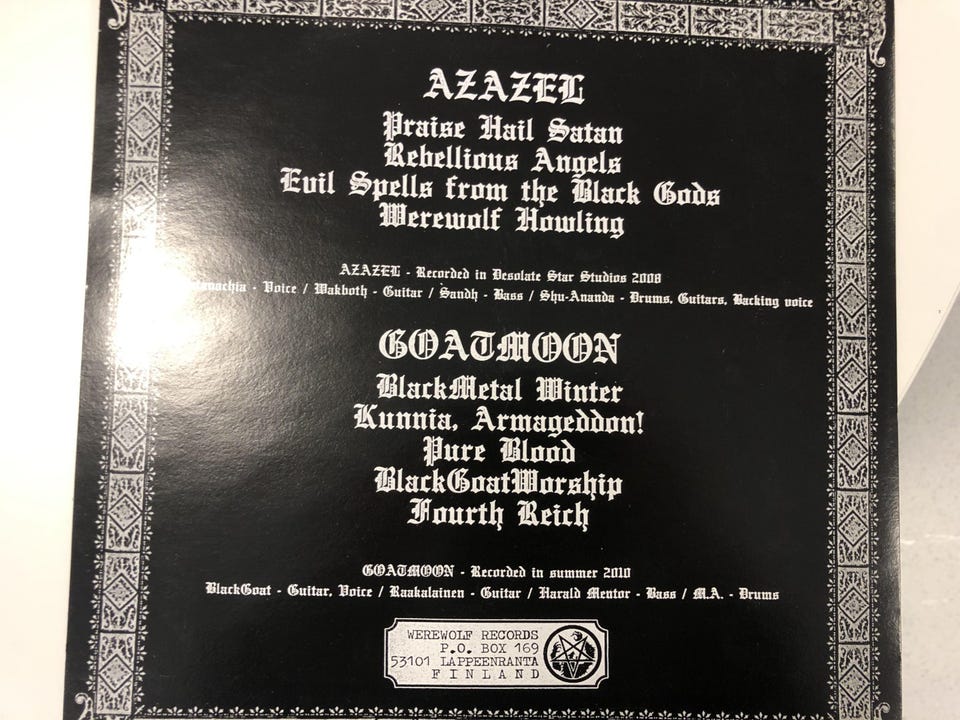 AZAZEL
Praise Hail Satan
Rebellious Angels
Evil Spells from the Black Gods
Werewolf Howling
AZAZEL - Recorded in Desolate Star Studios 2008
- Voice / Wakboth - Guitar / Sandh - Bass / Shu-Ananda - Drums, Guitars, Backing voice
GOATMOON
BlackMetal Winter
Kunnia, Armageddon!
Pure Blood
BlackGoatWorship
Fourth Reich
GOATMOON - Recorded in summer 2010
BlackGoat - Guitar, Voice / Raakalainen - Guitar / Harald Mentor - Bass / M.A. - Drums
WEREWOLF RECORDS
P.O. BOX 169
53101 LAPPEENRANTA
FINLAND